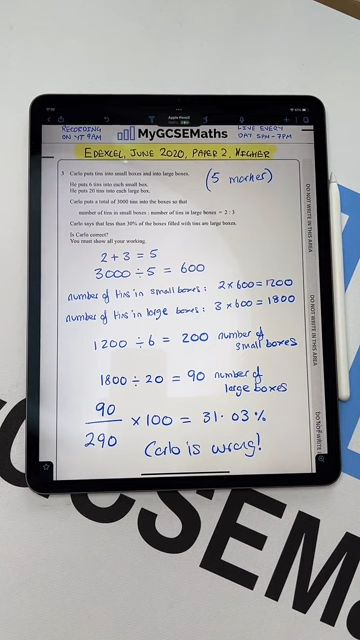 Apple Pencil
RECORDING ON YT 9AM
MyGCSEMaths
LIVE EVERY DAY 5PM - 7PM
EDEXCEL, JUNE 2020, PAPER 2, HIGHER
3 Carlo puts tins into small boxes and into large boxes.
(5 marker)
He puts 6 tins into each small box.
He puts 20 tins into each large box.
Carlo puts a total of 3000 tins into the boxes so that
number of tins in small boxes : number of tins in large boxes = 2 : 3
Carlo says that less than 30% of the boxes filled with tins are large boxes.
Is Carlo correct?
You must show all your working.
2 + 3 = 5
3000 ÷ 5 = 600
number of tins in small boxes : 2 × 600 = 1200
number of tins in large boxes : 3 × 600 = 1800
1200 ÷ 6 = 200 number of small boxes
1800 ÷ 20 = 90 number of large boxes
90
290
× 100 = 31.03 %
Carlo is wrong!
DO NOT WRITE IN THIS AREA
DO NOT WRITE IN THIS AREA
DO NOT WRITE
GCSEM
CSEMa